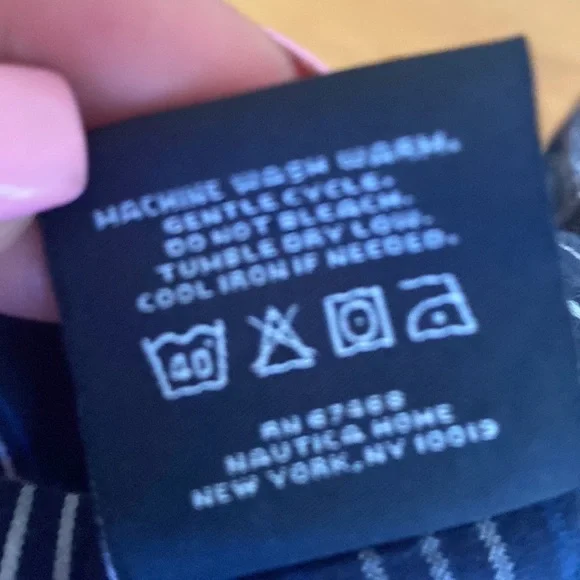 MACHINE WASH WARM.
GENTLE CYCLE.
DO NOT BLEACH.
TUMBLE DRY LOW.
COOL IRON IF NEEDED.
40
RN 67468
NAUTICA HOME
NEW YORK, NY 10019